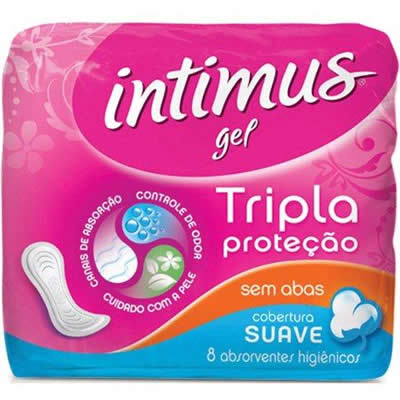 intimus®
gel
Tripla
proteção
CANAIS DE ABSORÇÃO
CONTROLE DE ODOR
CUIDADO COM A PELE
sem abas
cobertura
SUAVE
8 absorventes higiênicos